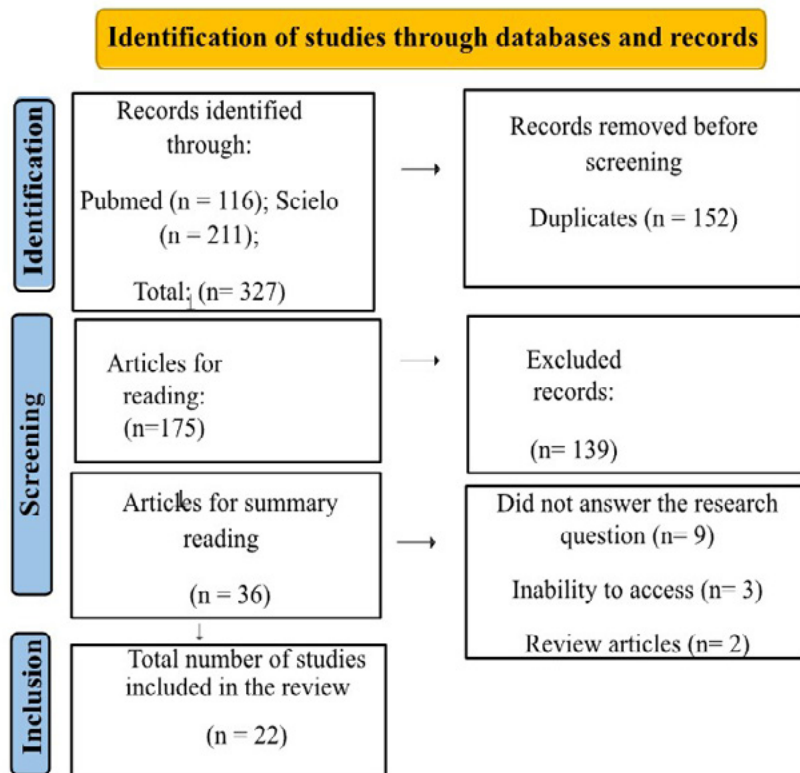 Identification of studies through databases and records
Identification
Records identified
through:
Pubmed (n = 116); Scielo
(n = 211);
Total: (n= 327)
Records removed before
screening
Duplicates (n = 152)
Screening
Articles for
reading:
(n=175)
Excluded
records:
(n= 139)
Articles for summary
reading
(n = 36)
Did not answer the research
question (n= 9)
Inability to access (n= 3)
Review articles (n= 2)
Inclusion
Total number of studies
included in the review
(n = 22)